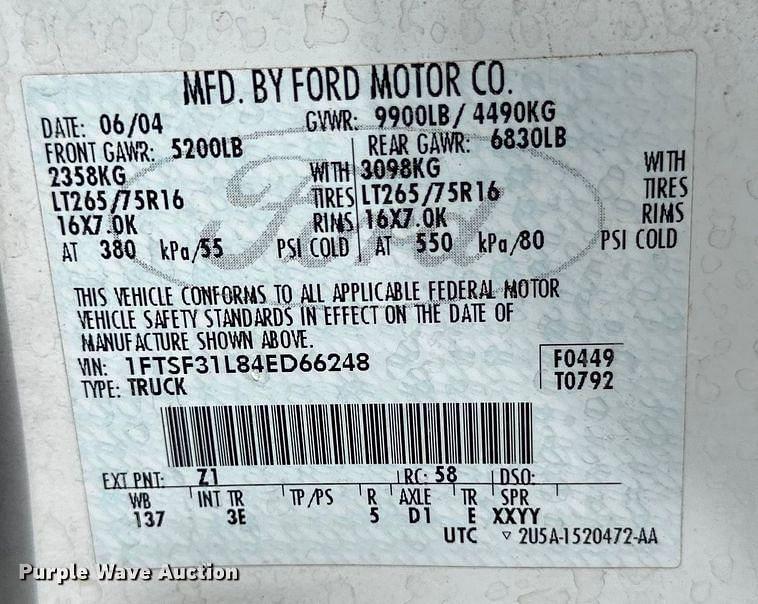 MFD. BY FORD MOTOR CO.
DATE: 06/04 GVWR: 9900LB/ 4490KG
FRONT GAWR: 5200LB REAR GAWR: 6830LB
2358KG WITH 3098KG WITH
LT265/75R16 TIRES LT265/75R16 TIRES
16X7.0K RIMS 16X7.0K RIMS
AT 380 kPa/55 PSI COLD AT 550 kPa/80 PSI COLD
Ford
THIS VEHICLE CONFORMS TO ALL APPLICABLE FEDERAL MOTOR
VEHICLE SAFETY STANDARDS IN EFFECT ON THE DATE OF
MANUFACTURE SHOWN ABOVE.
VIN: 1FTSF31L84ED66248 F0449
TYPE: TRUCK T0792
EXT PNT: Z1 RC: 58 DSO:
WB INT TR TP/PS R AXLE TR SPR
137 3E 5 D1 E XXYY
UTC ▽ 2U5A-1520472-AA
Purple Wave Auction